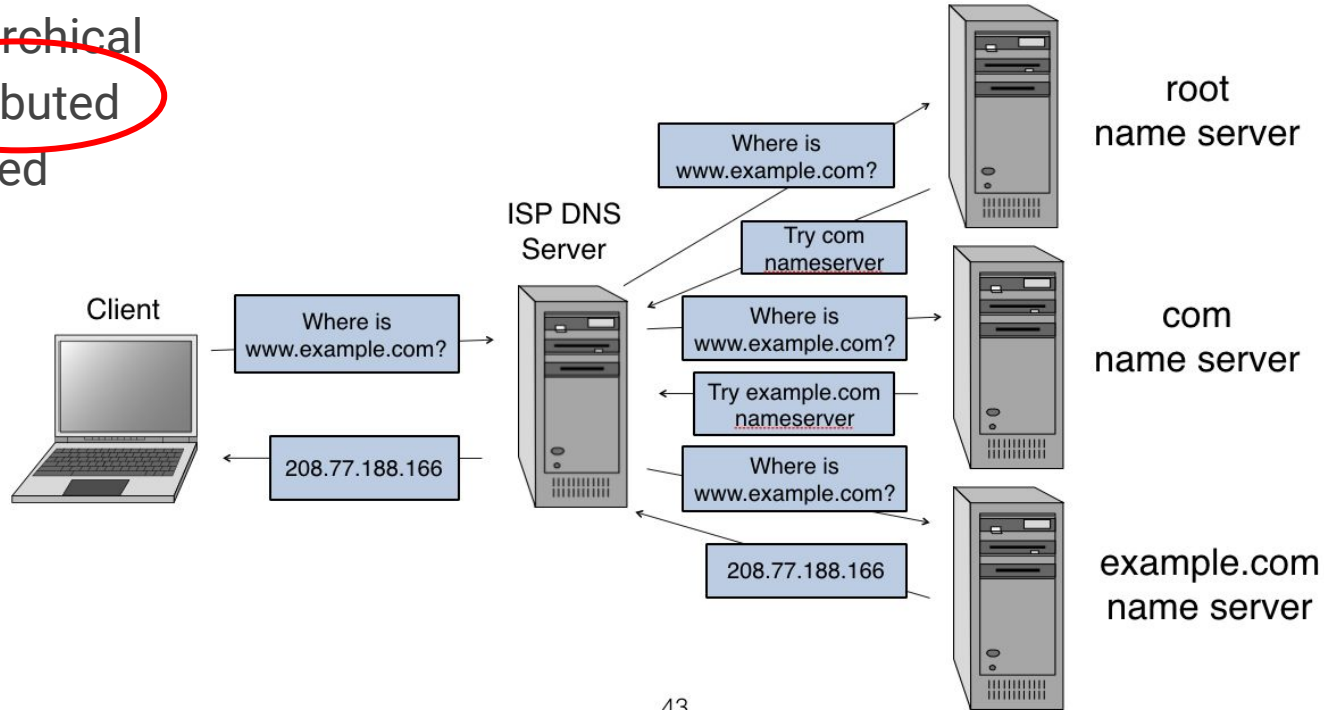 rchical
buted
ed
root
name server
Where is
www.example.com?
ISP DNS
Server
Try com
nameserver
Client
Where is
www.example.com?
Where is
www.example.com?
com
name server
Try example.com
nameserver
208.77.188.166
Where is
www.example.com?
208.77.188.166
example.com
name server
43